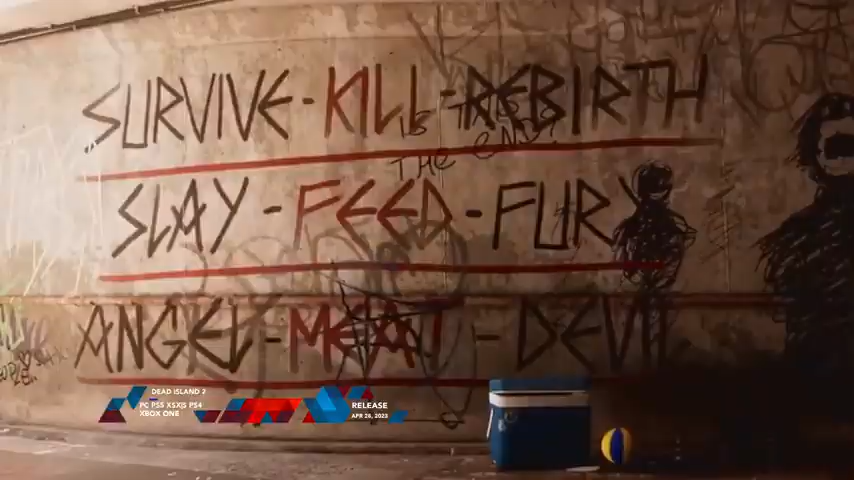 SURVIVE-KILL-REBIRTH
IS THIS
THE END?
SLAY-FEED-FURY
ANGEL-MEAT-DEVIL
DEAD ISLAND 2
PC PS5 XSX|S PS4
XBOX ONE
RELEASE
APR 28, 2023